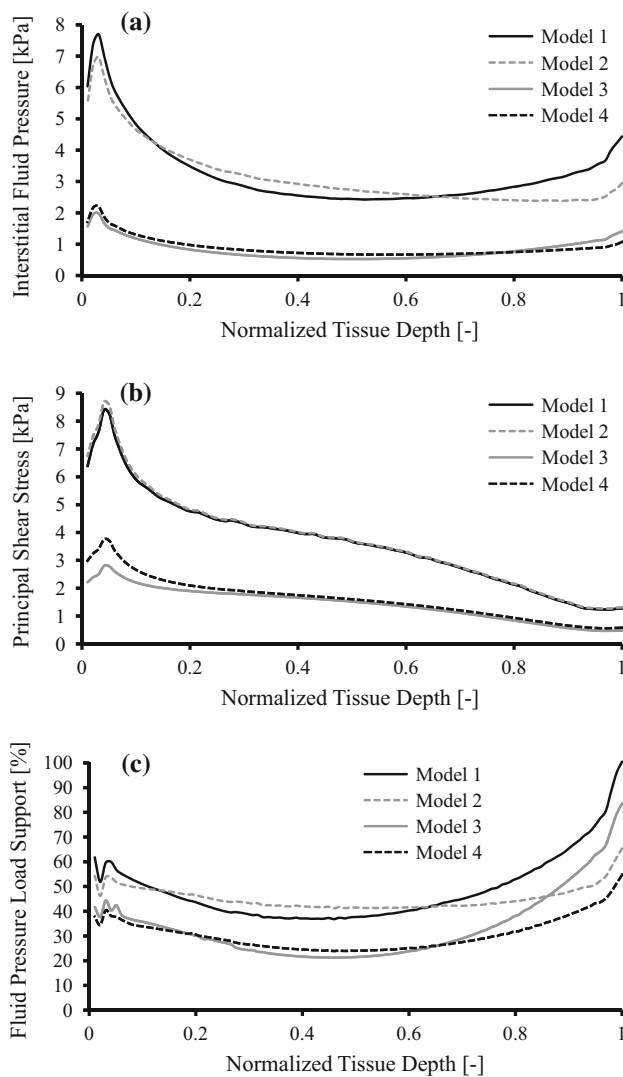 (a)
Interstitial Fluid Pressure [kPa]
8
7
6
5
4
3
2
1
0
Model 1
Model 2
Model 3
Model 4
0 0.2 0.4 0.6 0.8 1
Normalized Tissue Depth [-]
(b)
Principal Shear Stress [kPa]
9
8
7
6
5
4
3
2
1
0
Model 1
Model 2
Model 3
Model 4
0 0.2 0.4 0.6 0.8 1
Normalized Tissue Depth [-]
(c)
Fluid Pressure Load Support [%]
100
90
80
70
60
50
40
30
20
10
0
Model 1
Model 2
Model 3
Model 4
0 0.2 0.4 0.6 0.8 1
Normalized Tissue Depth [-]